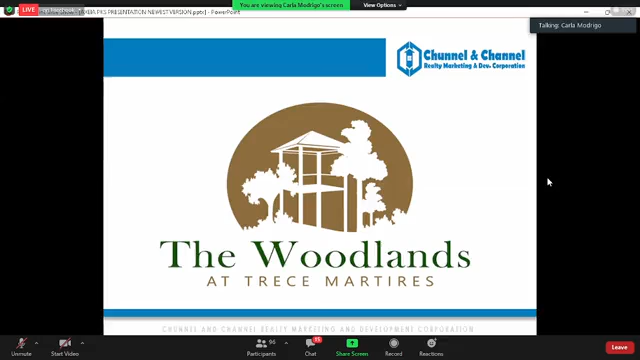 LIVE
PRESENTATION NEWEST VERSION.pptx] - PowerPoint
You are viewing Carla Modrigo's screen
View Options
Talking: Carla Modrigo
Chunnel & Channel
Realty Marketing & Dev. Corporation
The Woodlands
AT TRECE MARTIRES
CHUNNEL AND CHANNEL REALTY MARKETING AND DEVELOPMENT CORPORATION
Unmute
Start Video
Participants
96
Chat
Share Screen
Record
Reactions
Leave